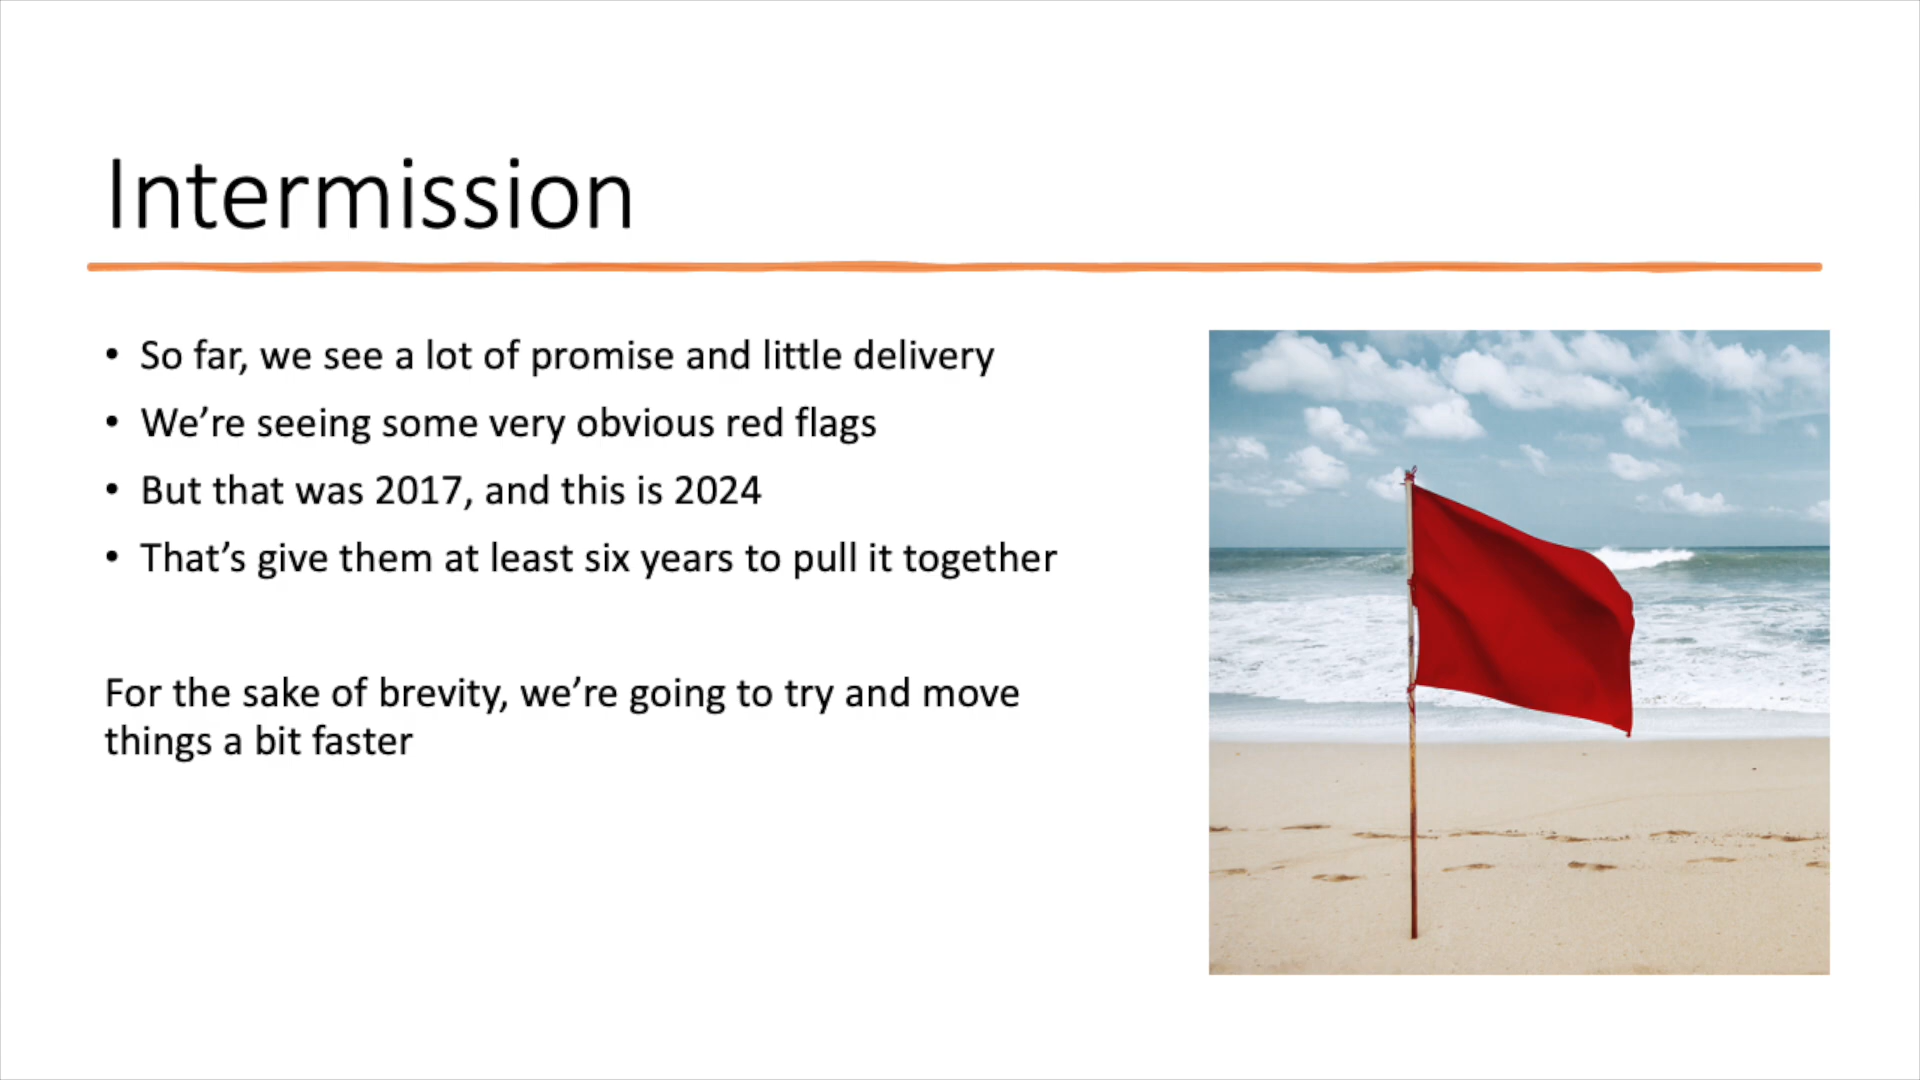 Intermission
• So far, we see a lot of promise and little delivery
• We’re seeing some very obvious red flags
• But that was 2017, and this is 2024
• That’s give them at least six years to pull it together
For the sake of brevity, we’re going to try and move
things a bit faster